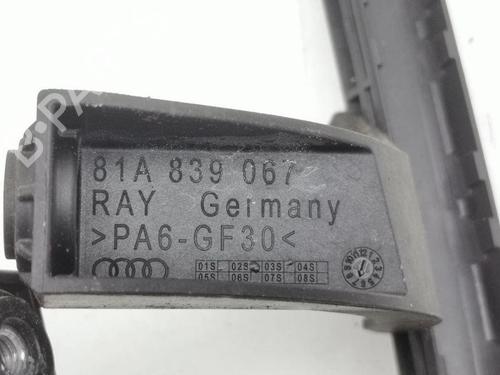 81A 839 067
RAY Germany
>PA6-GF30<
01S 02S 03S 04S
05S 06S 07S 08S